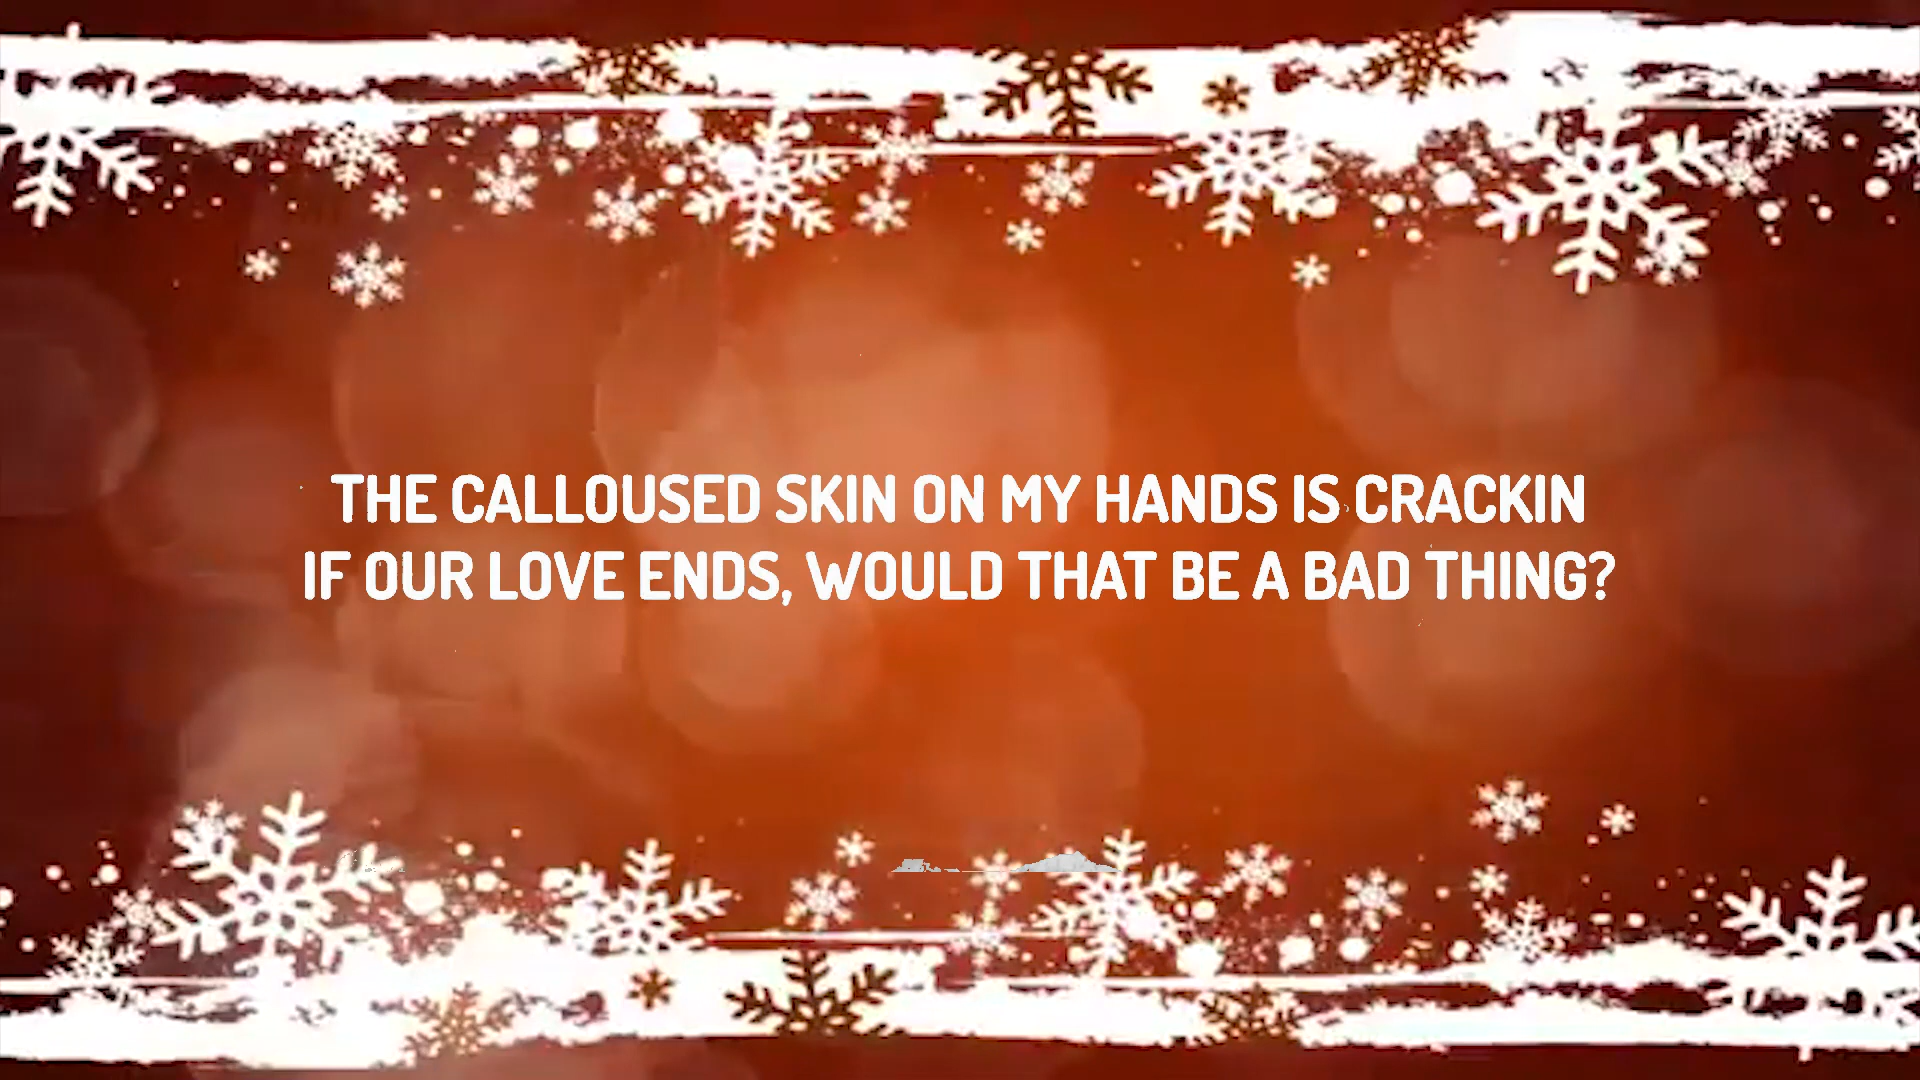 THE CALLOUSED SKIN ON MY HANDS IS CRACKIN
IF OUR LOVE ENDS, WOULD THAT BE A BAD THING?